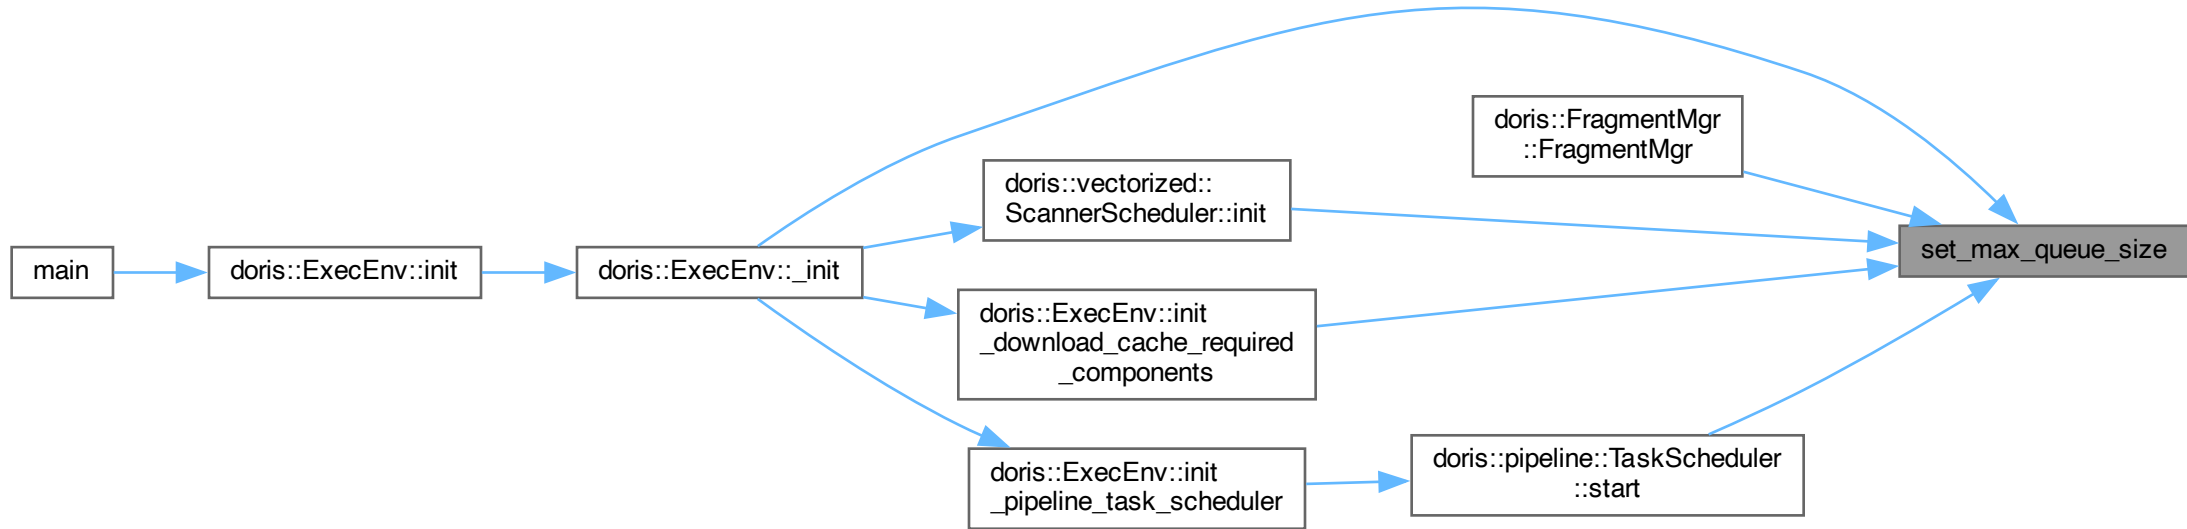 main
doris::ExecEnv::init
doris::ExecEnv::_init
doris::vectorized::
ScannerScheduler::init
doris::ExecEnv::init
_download_cache_required
_components
doris::ExecEnv::init
_pipeline_task_scheduler
doris::FragmentMgr
::FragmentMgr
doris::pipeline::TaskScheduler
::start
set_max_queue_size